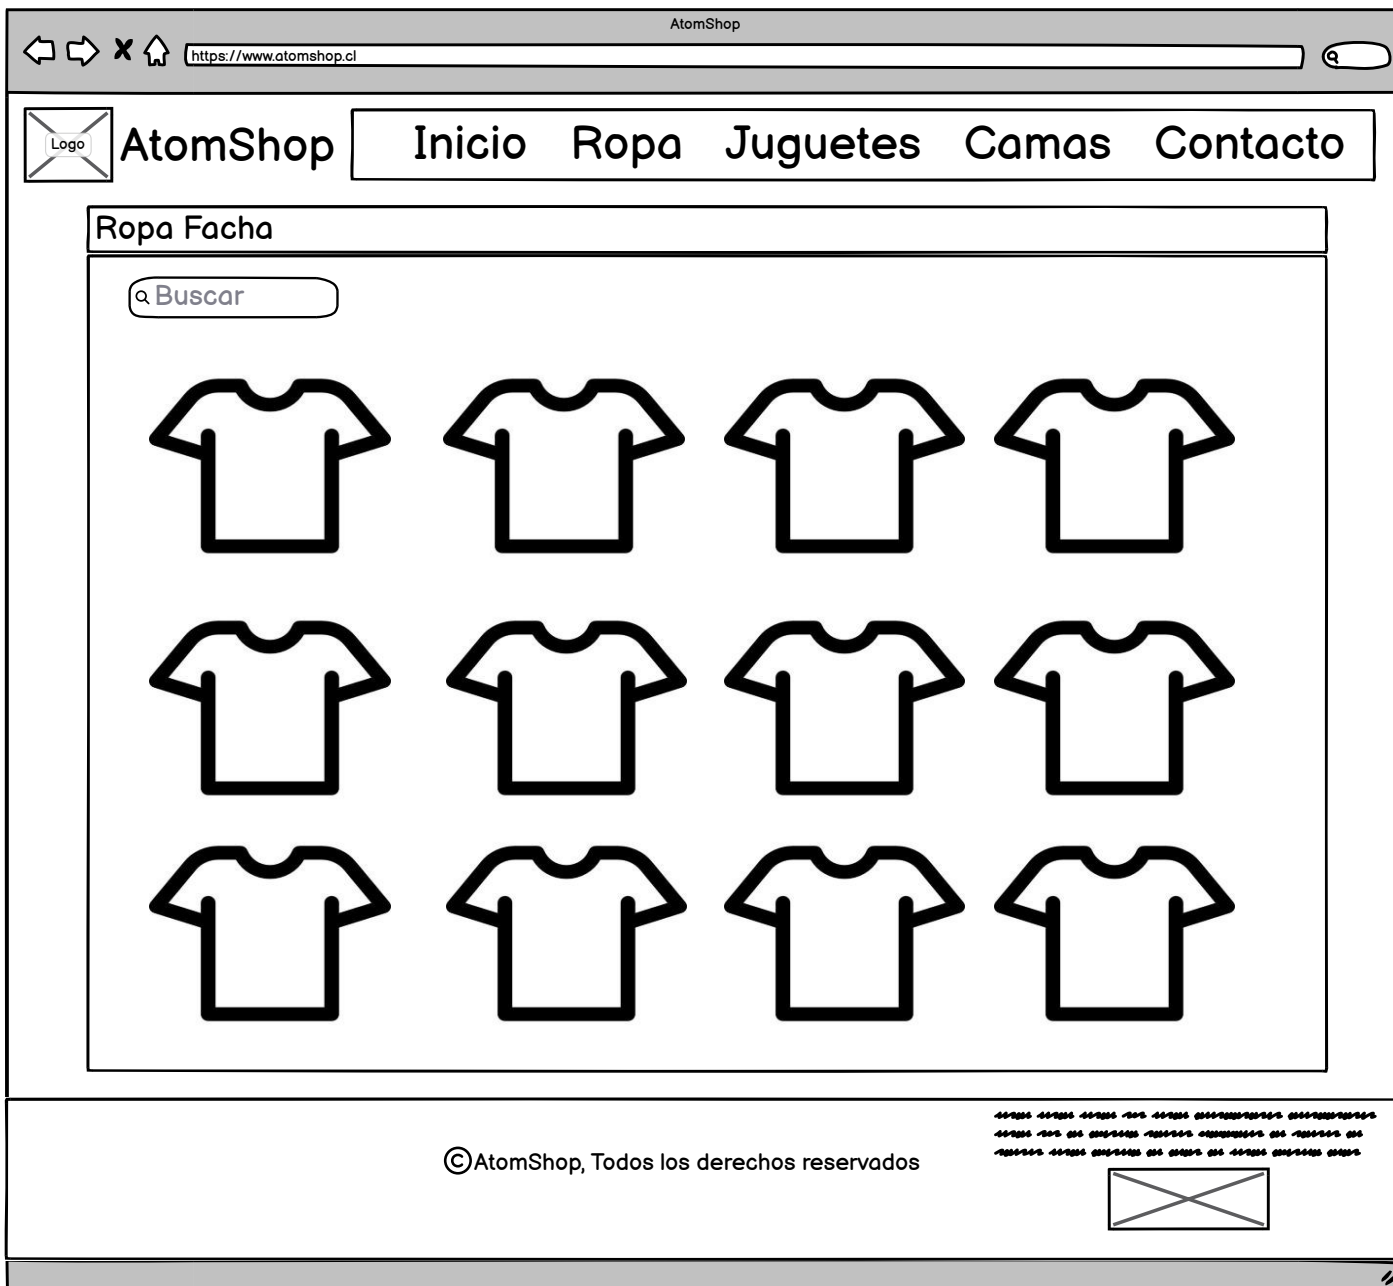 AtomShop
https://www.atomshop.cl
Logo
AtomShop
Inicio Ropa Juguetes Camas Contacto
Ropa Facha
Buscar
©AtomShop, Todos los derechos reservados